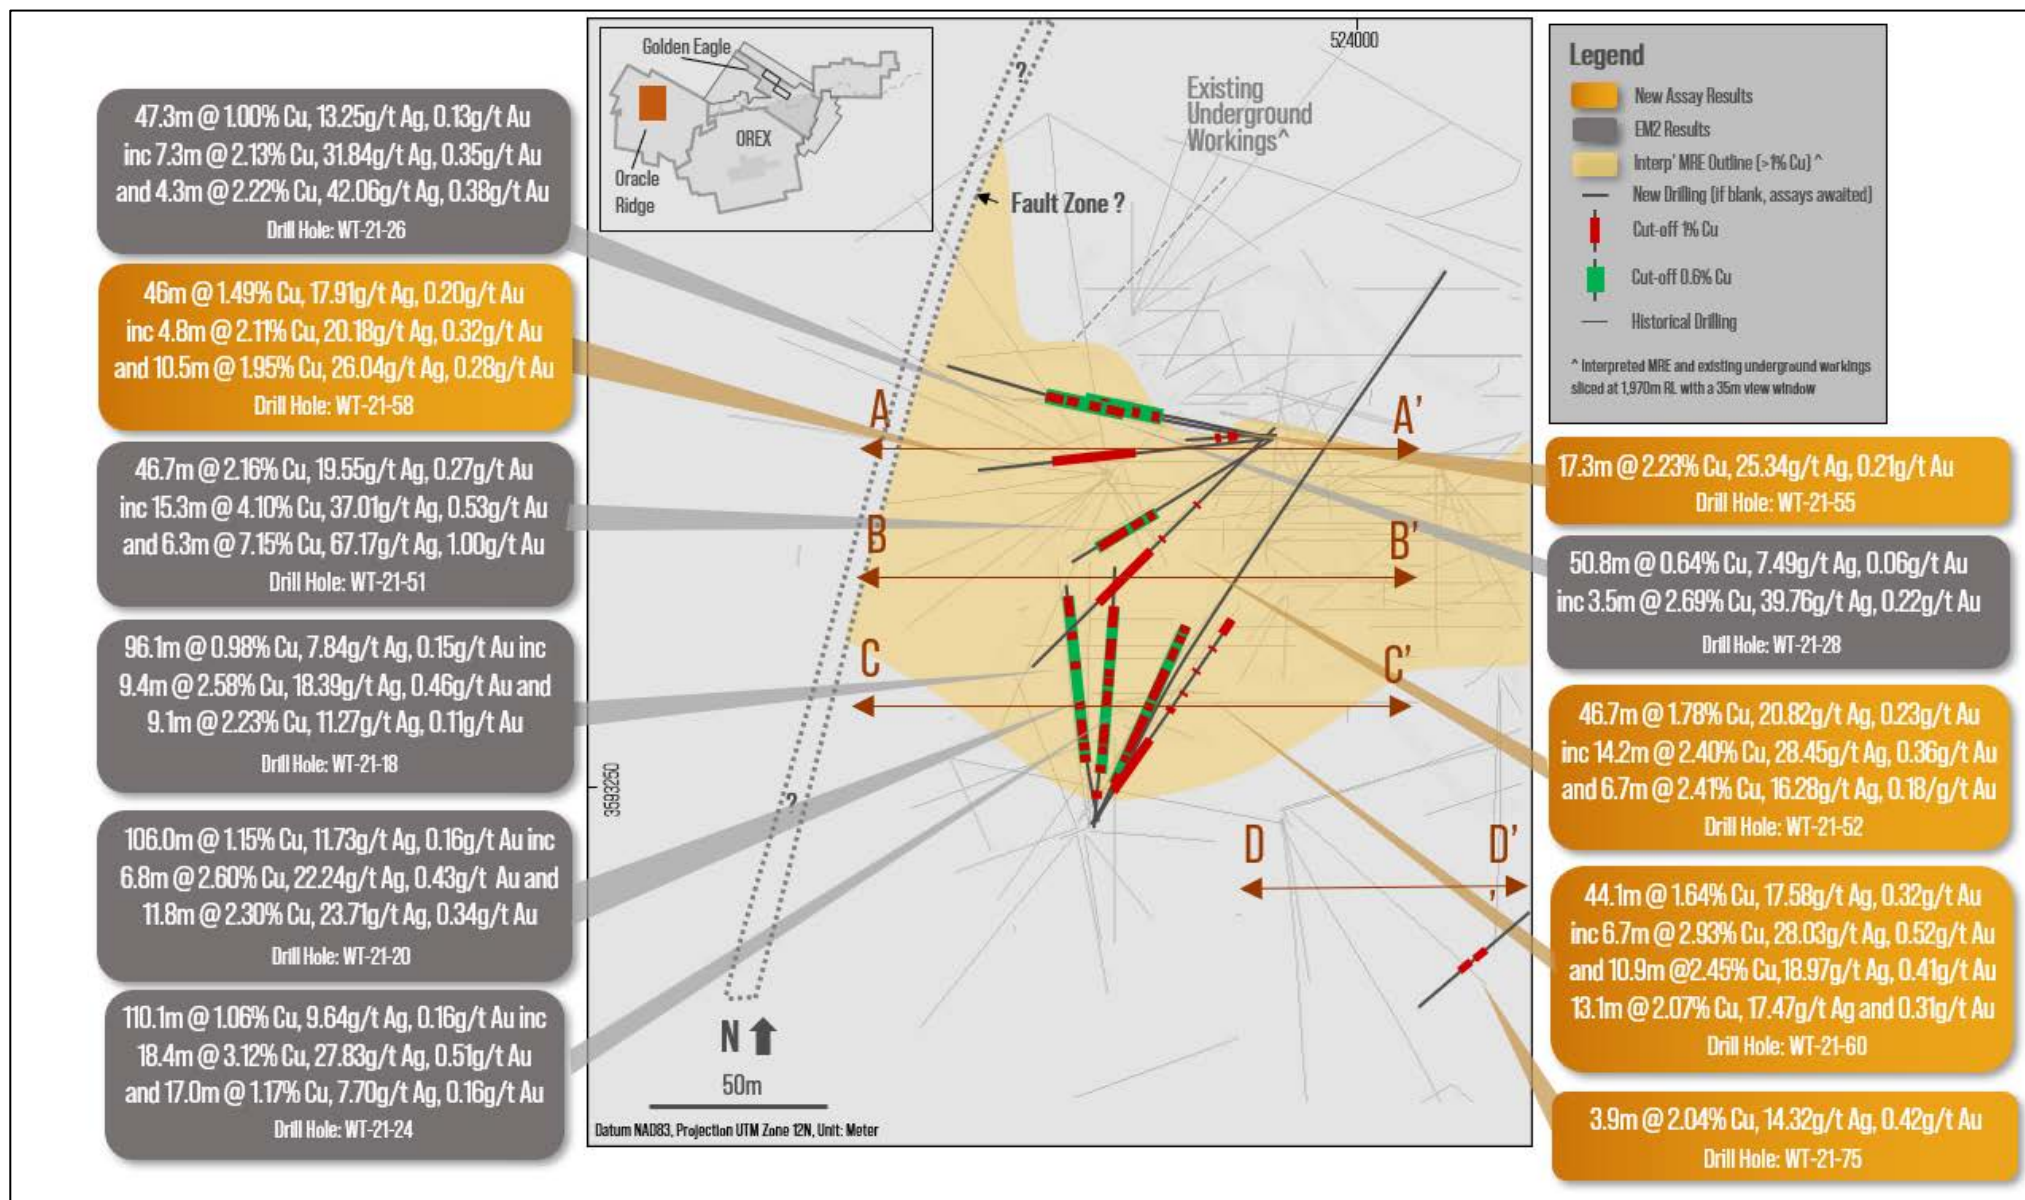 47.3m @ 1.00% Cu, 13.25g/t Ag, 0.13g/t Au
inc 7.3m @ 2.13% Cu, 31.84g/t Ag, 0.35g/t Au
and 4.3m @ 2.22% Cu, 42.06g/t Ag, 0.38g/t Au
Drill Hole: WT-21-26
46m @ 1.49% Cu, 17.91g/t Ag, 0.20g/t Au
inc 4.8m @ 2.11% Cu, 20.18g/t Ag, 0.32g/t Au
and 10.5m @ 1.95% Cu, 26.04g/t Ag, 0.28g/t Au
Drill Hole: WT-21-58
46.7m @ 2.16% Cu, 19.55g/t Ag, 0.27g/t Au
inc 15.3m @ 4.10% Cu, 37.01g/t Ag, 0.53g/t Au
and 6.3m @ 7.15% Cu, 67.17g/t Ag, 1.00g/t Au
Drill Hole: WT-21-51
96.1m @ 0.98% Cu, 7.84g/t Ag, 0.15g/t Au inc
9.4m @ 2.58% Cu, 18.39g/t Ag, 0.46g/t Au and
9.1m @ 2.23% Cu, 11.27g/t Ag, 0.11g/t Au
Drill Hole: WT-21-18
106.0m @ 1.15% Cu, 11.73g/t Ag, 0.16g/t Au inc
6.8m @ 2.60% Cu, 22.24g/t Ag, 0.43g/t Au and
11.8m @ 2.30% Cu, 23.71g/t Ag, 0.34g/t Au
Drill Hole: WT-21-20
110.1m @ 1.06% Cu, 9.64g/t Ag, 0.16g/t Au inc
18.4m @ 3.12% Cu, 27.83g/t Ag, 0.51g/t Au
and 17.0m @ 1.17% Cu, 7.70g/t Ag, 0.16g/t Au
Drill Hole: WT-21-24
Golden Eagle
OREX
Oracle
Ridge
524000
?
Existing
Underground
Workings^
Fault Zone ?
A
A'
B
B'
C
C'
3593250
?
D
D'
,
N
50m
Datum NAD83, Projection UTM Zone 12N, Unit: Meter
Legend
New Assay Results
EM2 Results
Interp' MRE Outline (>1% Cu) ^
New Drilling (if blank, assays awaited)
Cut-off 1% Cu
Cut-off 0.6% Cu
Historical Drilling
^ Interpreted MRE and existing underground workings
sliced at 1,970m RL with a 35m view window
17.3m @ 2.23% Cu, 25.34g/t Ag, 0.21g/t Au
Drill Hole: WT-21-55
50.8m @ 0.64% Cu, 7.49g/t Ag, 0.06g/t Au
inc 3.5m @ 2.69% Cu, 39.76g/t Ag, 0.22g/t Au
Drill Hole: WT-21-28
46.7m @ 1.78% Cu, 20.82g/t Ag, 0.23g/t Au
inc 14.2m @ 2.40% Cu, 28.45g/t Ag, 0.36g/t Au
and 6.7m @ 2.41% Cu, 16.28g/t Ag, 0.18/g/t Au
Drill Hole: WT-21-52
44.1m @ 1.64% Cu, 17.58g/t Ag, 0.32g/t Au
inc 6.7m @ 2.93% Cu, 28.03g/t Ag, 0.52g/t Au
and 10.9m @2.45% Cu,18.97g/t Ag, 0.41g/t Au
13.1m @ 2.07% Cu, 17.47g/t Ag and 0.31g/t Au
Drill Hole: WT-21-60
3.9m @ 2.04% Cu, 14.32g/t Ag, 0.42g/t Au
Drill Hole: WT-21-75